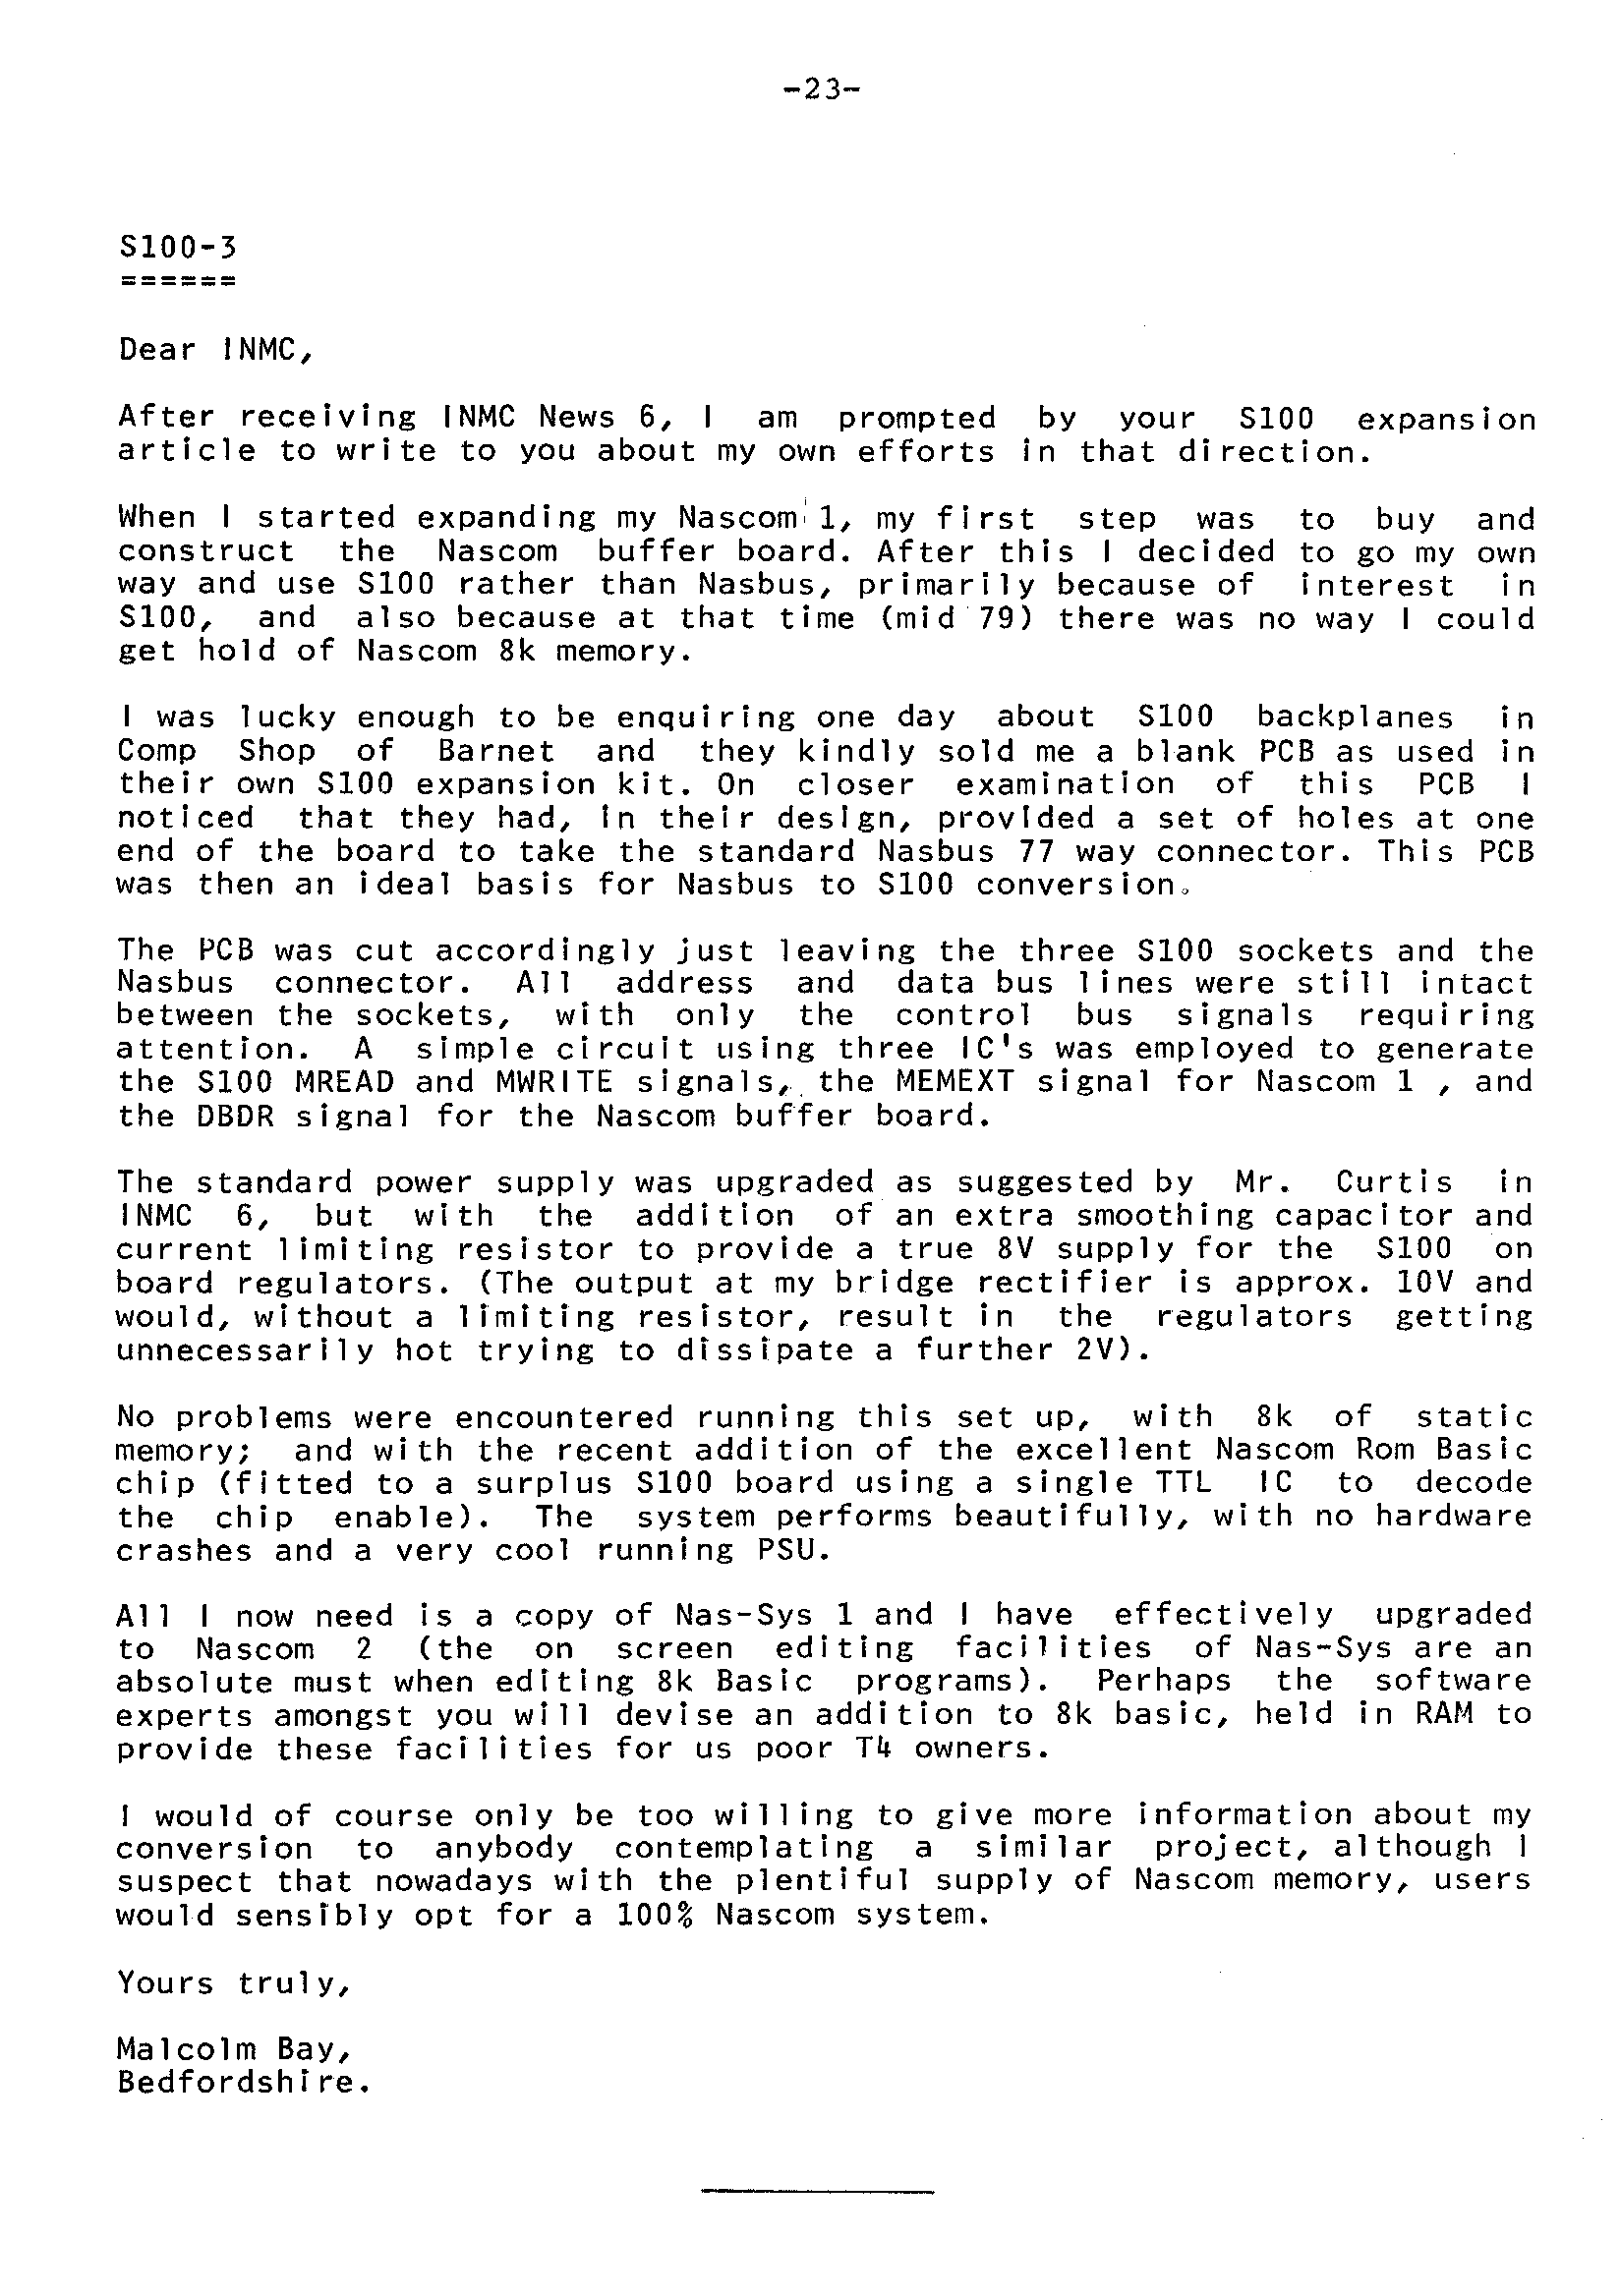 -23-
S100-3
======
Dear INMC,
After receiving INMC News 6, I am prompted by your S100 expansion
article to write to you about my own efforts in that direction.
When I started expanding my Nascom 1, my first step was to buy and
construct the Nascom buffer board. After this I decided to go my own
way and use S100 rather than Nasbus, primarily because of interest in
S100, and also because at that time (mid 79) there was no way I could
get hold of Nascom 8k memory.
I was lucky enough to be enquiring one day about S100 backplanes in
Comp Shop of Barnet and they kindly sold me a blank PCB as used in
their own S100 expansion kit. On closer examination of this PCB I
noticed that they had, in their design, provided a set of holes at one
end of the board to take the standard Nasbus 77 way connector. This PCB
was then an ideal basis for Nasbus to S100 conversion.
The PCB was cut accordingly just leaving the three S100 sockets and the
Nasbus connector. All address and data bus lines were still intact
between the sockets, with only the control bus signals requiring
attention. A simple circuit using three IC's was employed to generate
the S100 MREAD and MWRITE signals, the MEMEXT signal for Nascom 1 , and
the DBDR signal for the Nascom buffer board.
The standard power supply was upgraded as suggested by Mr. Curtis in
INMC 6, but with the addition of an extra smoothing capacitor and
current limiting resistor to provide a true 8V supply for the S100 on
board regulators. (The output at my bridge rectifier is approx. 10V and
would, without a limiting resistor, result in the regulators getting
unnecessarily hot trying to dissipate a further 2V).
No problems were encountered running this set up, with 8k of static
memory; and with the recent addition of the excellent Nascom Rom Basic
chip (fitted to a surplus S100 board using a single TTL IC to decode
the chip enable). The system performs beautifully, with no hardware
crashes and a very cool running PSU.
All I now need is a copy of Nas-Sys 1 and I have effectively upgraded
to Nascom 2 (the on screen editing facilities of Nas-Sys are an
absolute must when editing 8k Basic programs). Perhaps the software
experts amongst you will devise an addition to 8k basic, held in RAM to
provide these facilities for us poor T4 owners.
I would of course only be too willing to give more information about my
conversion to anybody contemplating a similar project, although I
suspect that nowadays with the plentiful supply of Nascom memory, users
would sensibly opt for a 100% Nascom system.
Yours truly,
Malcolm Bay,
Bedfordshire.